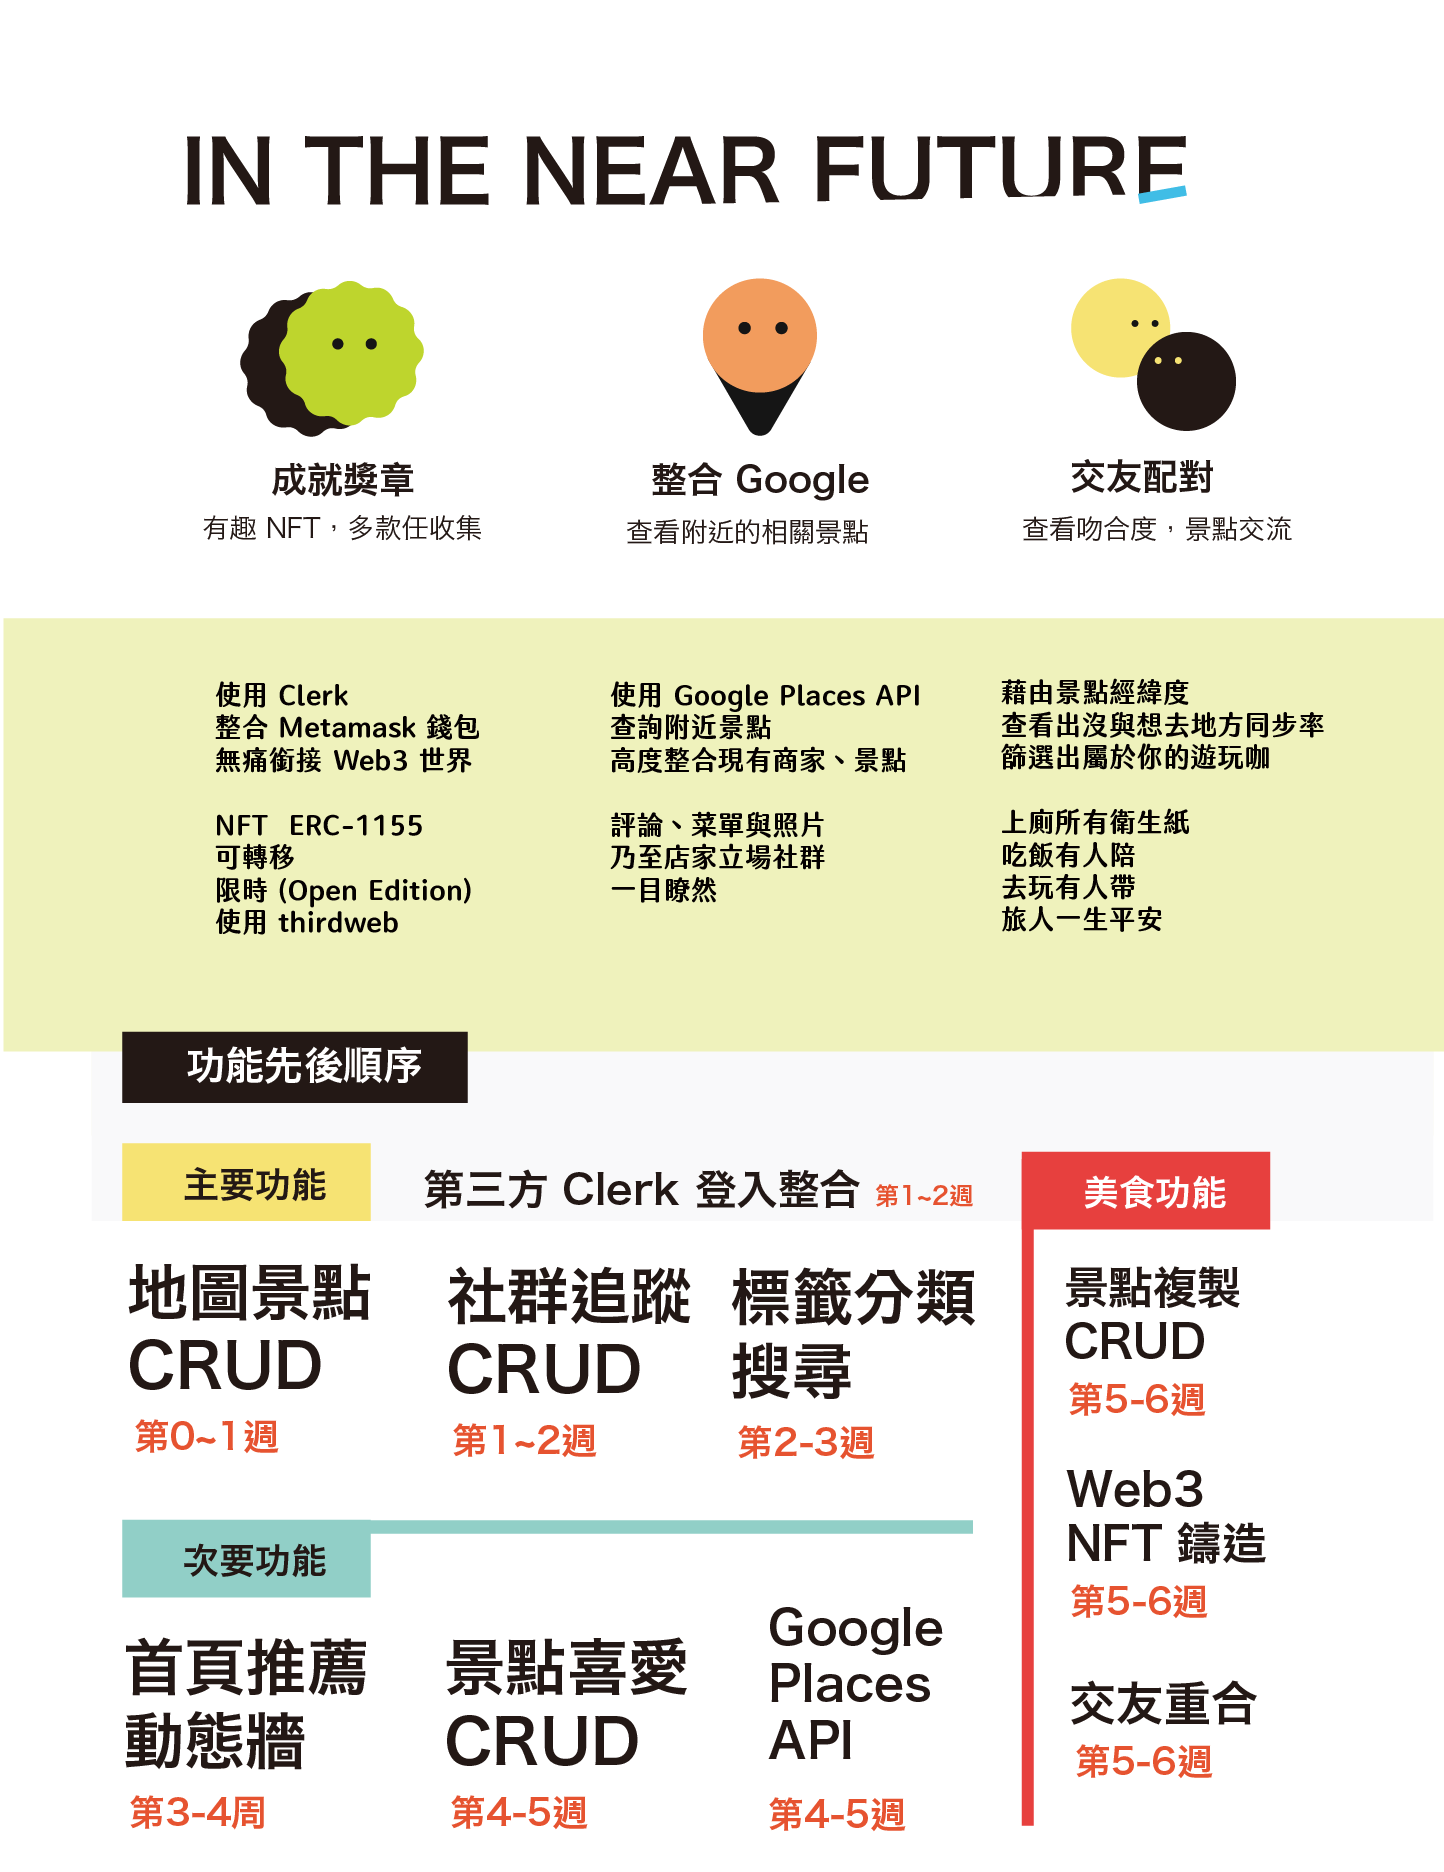 IN THE NEAR FUTURE
成就獎章
有趣 NFT，多款任收集
整合 Google
查看附近的相關景點
交友配對
查看吻合度，景點交流
使用 Clerk
整合 Metamask 錢包
無痛銜接 Web3 世界
NFT ERC-1155
可轉移
限時 (Open Edition)
使用 thirdweb
使用 Google Places API
查詢附近景點
高度整合現有商家、景點
評論、菜單與照片
乃至店家立場社群
一目瞭然
藉由景點經緯度
查看出沒與想去地方同步率
篩選出屬於你的遊玩咖
上廁所有衛生紙
吃飯有人陪
去玩有人帶
旅人一生平安
功能先後順序
主要功能
第三方 Clerk 登入整合 第1~2週
地圖景點
CRUD
第0~1週
社群追蹤
CRUD
第1~2週
標籤分類
搜尋
第2-3週
次要功能
首頁推薦
動態牆
第3-4周
景點喜愛
CRUD
第4-5週
Google
Places
API
第4-5週
美食功能
景點複製
CRUD
第5-6週
Web3
NFT 鑄造
第5-6週
交友重合
第5-6週